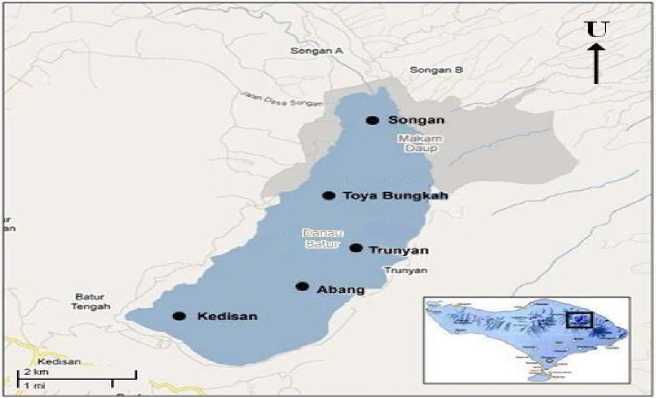 U
Songan A
Songan B
Jalan Desa Songan
Songan
Makam
Daup
Toya Bungkah
Danau
Batur
Trunyan
Trunyan
Abang
Batur
Tengah
Kedisan
Kedisan
2 km
1 mi